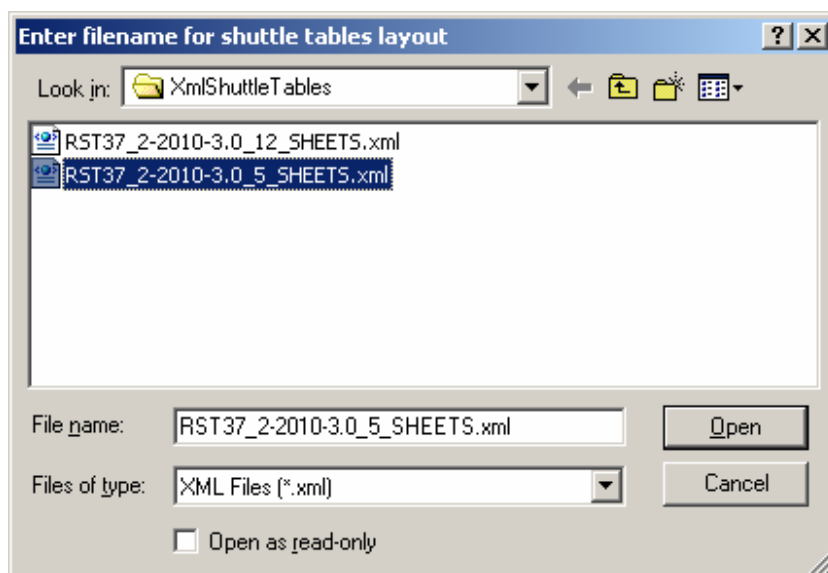 Enter filename for shuttle tables layout
Look in: XmlShuttleTables
RST37_2-2010-3.0_12_SHEETS.xml
RST37_2-2010-3.0_5_SHEETS.xml
File name: RST37_2-2010-3.0_5_SHEETS.xml Open
Files of type: XML Files (*.xml) Cancel
Open as read-only